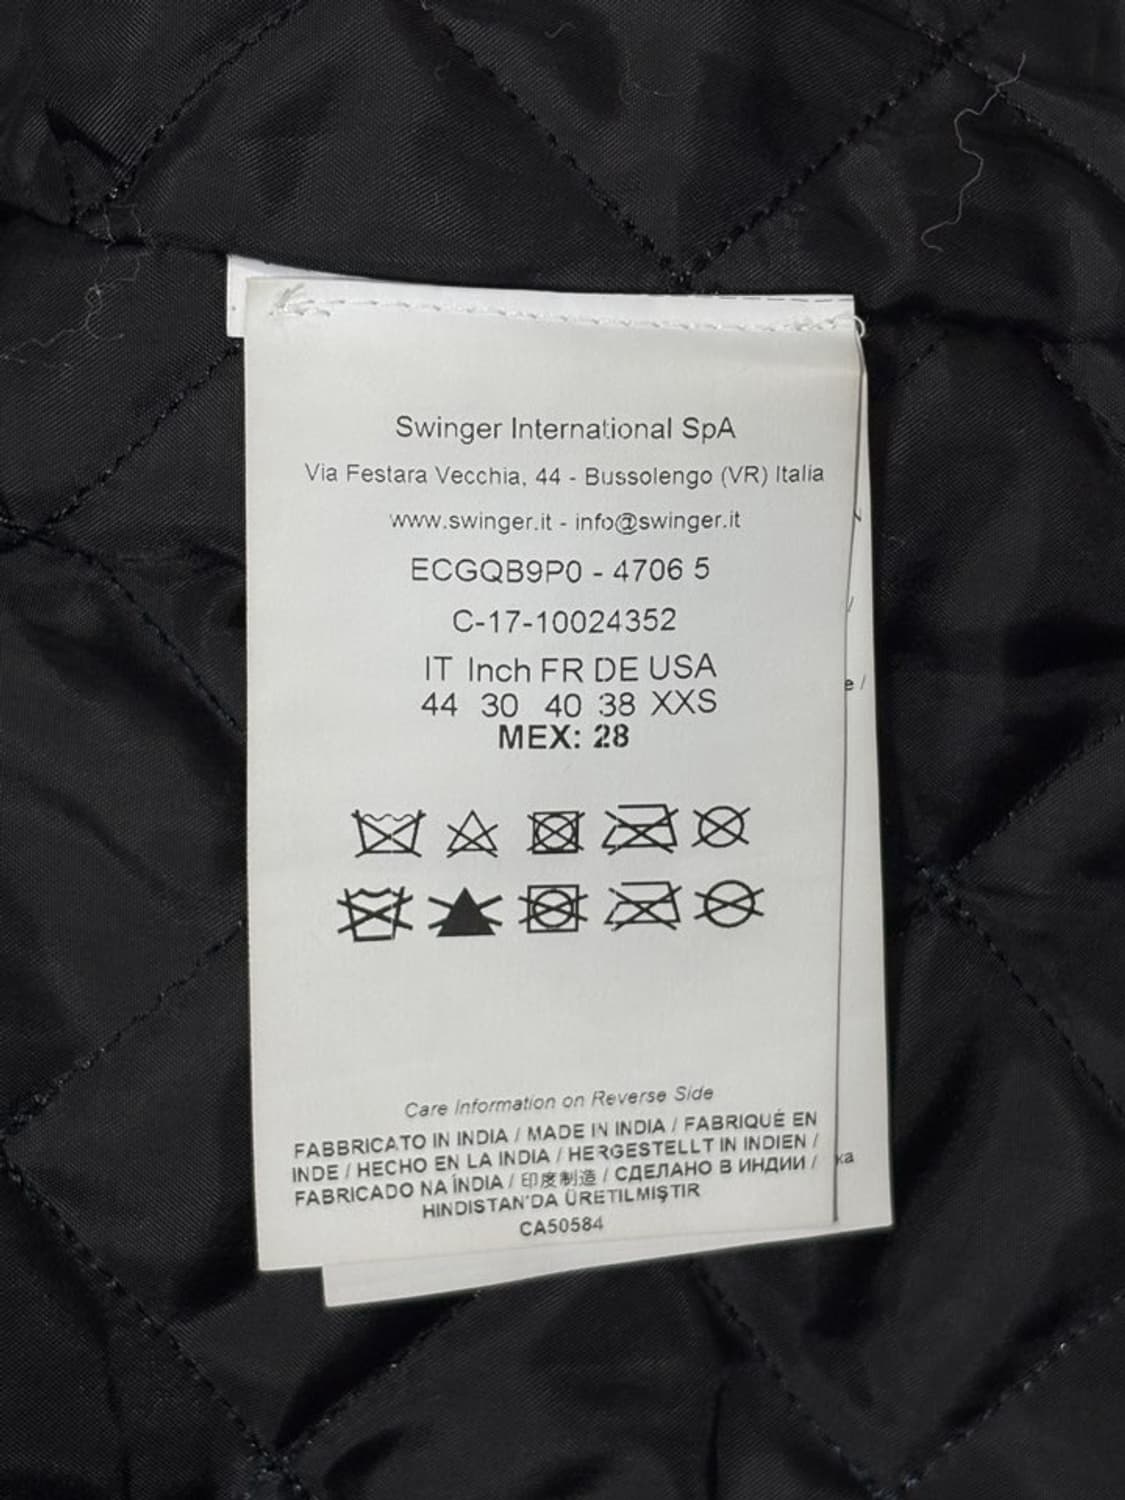 Swinger International SpA
Via Festara Vecchia, 44 - Bussolengo (VR) Italia
www.swinger.it - info@swinger.it
ECGQB9P0 - 4706 5
C-17-10024352
IT Inch FR DE USA
44 30 40 38 XXS
MEX: 28
Care Information on Reverse Side
FABBRICATO IN INDIA / MADE IN INDIA / FABRIQUÉ EN
INDE / HECHO EN LA INDIA / HERGESTELLT IN INDIEN /
FABRICADO NA ÍNDIA / 印度制造 / СДЕЛАНО В ИНДИИ /
HINDISTAN'DA ÜRETILMIŞTIR
CA50584